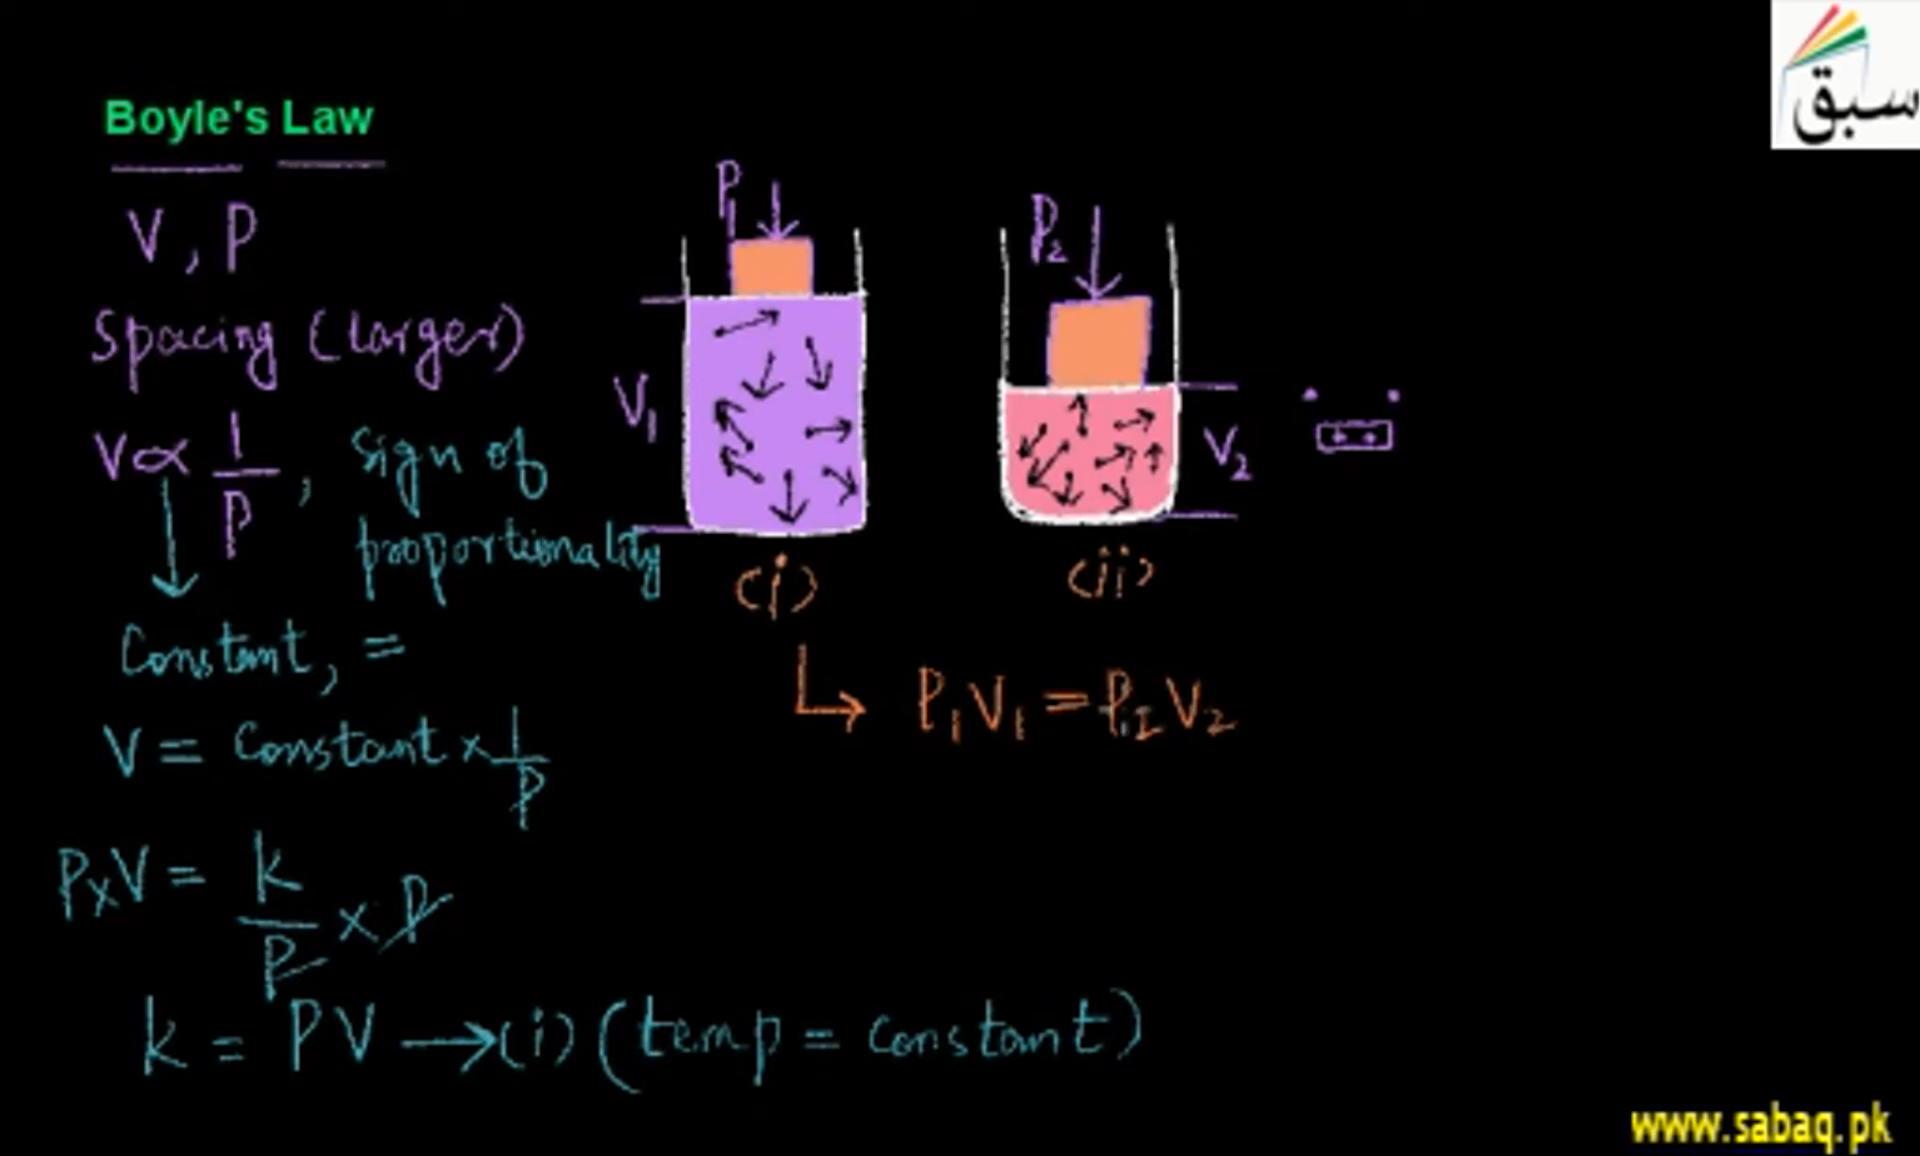 سبق
Boyle's Law
V, P
Spacing (larger)
V ∝ 1/P , sign of
proportionality
Constant, =
V = Constant × 1/P
P×V = k/P × P
k = PV → (i) (temp = constant)
P1
V1
(i)
P2
V2
(ii)
P1V1 = P2V2
www.sabaq.pk